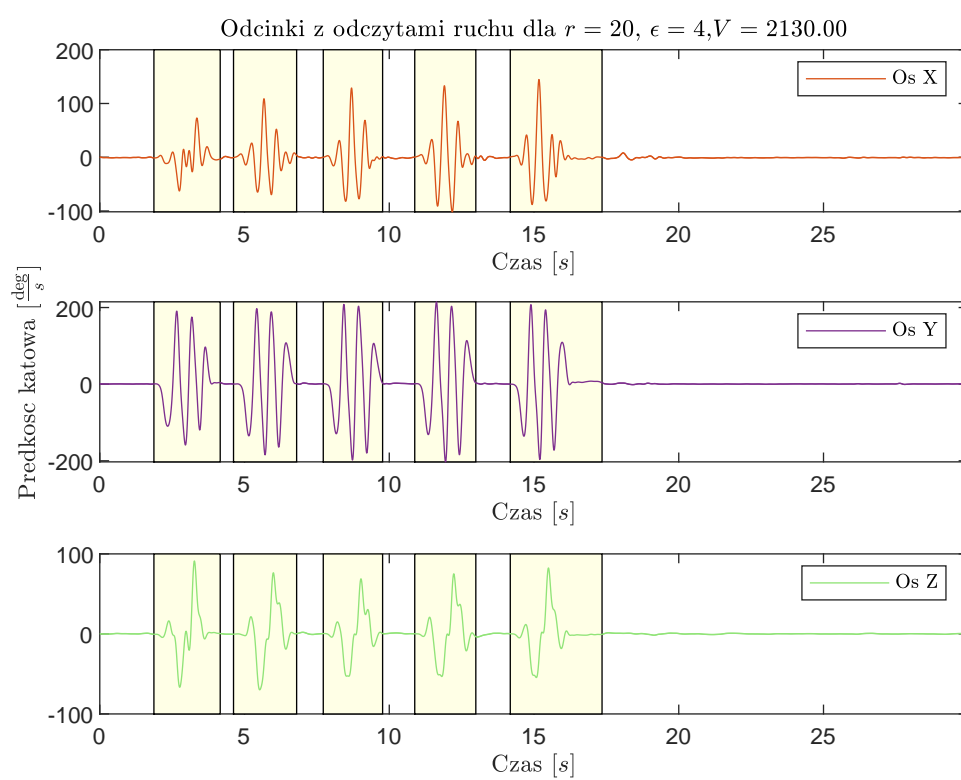 Odcinki z odczytami ruchu dla r = 20, ϵ = 4,V = 2130.00
200
100
0
-100
Os X
0 5 10 15 20 25
Czas [s]
Predkosc katowa [deg/s]
200
0
-200
Os Y
0 5 10 15 20 25
Czas [s]
100
0
-100
Os Z
0 5 10 15 20 25
Czas [s]